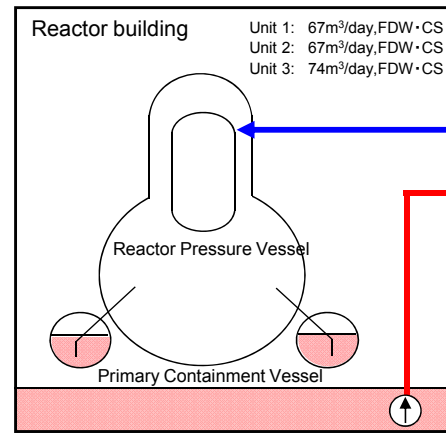 Reactor building
Unit 1: 67m³/day,FDW・CS
Unit 2: 67m³/day,FDW・CS
Unit 3: 74m³/day,FDW・CS
Reactor Pressure Vessel
Primary Containment Vessel